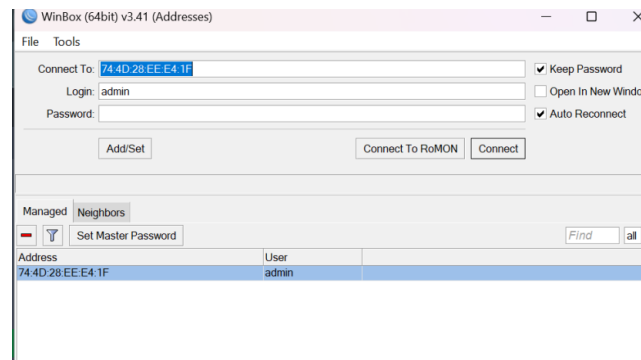 WinBox (64bit) v3.41 (Addresses)
File Tools
Connect To: 74:4D:28:EE:E4:1F
Keep Password
Login: admin
Open In New Windo
Password:
Auto Reconnect
Add/Set Connect To RoMON Connect
Managed Neighbors
Set Master Password Find all
Address User
74:4D:28:EE:E4:1F admin